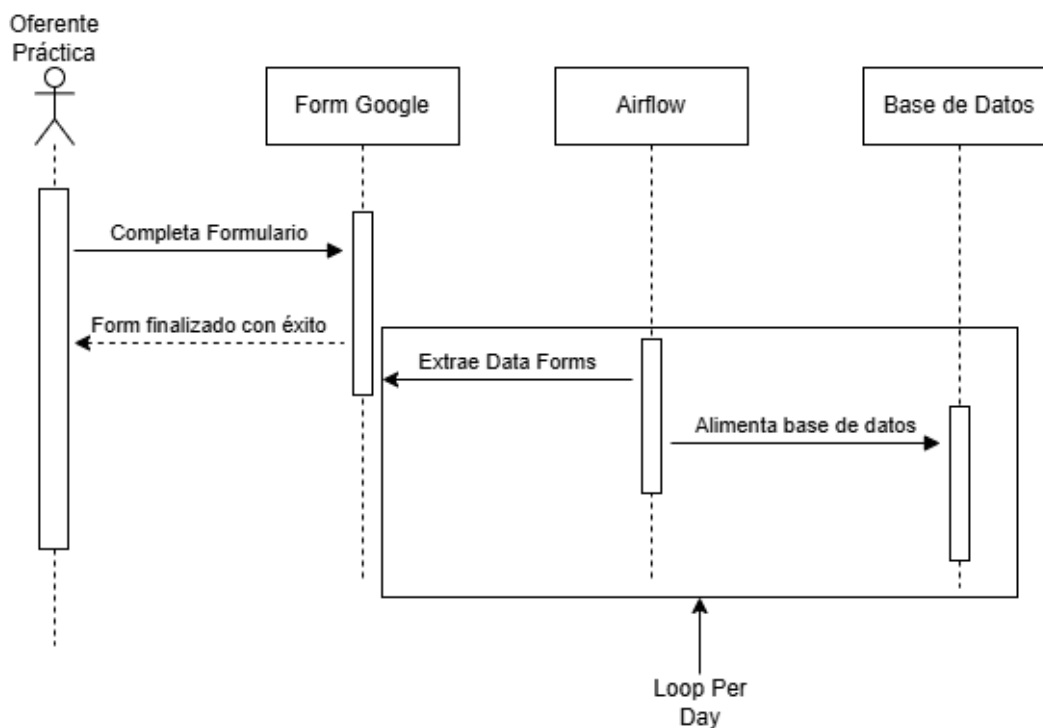 Oferente
Práctica
Form Google
Airflow
Base de Datos
Completa Formulario
Form finalizado con éxito
Extrae Data Forms
Alimenta base de datos
Loop Per
Day